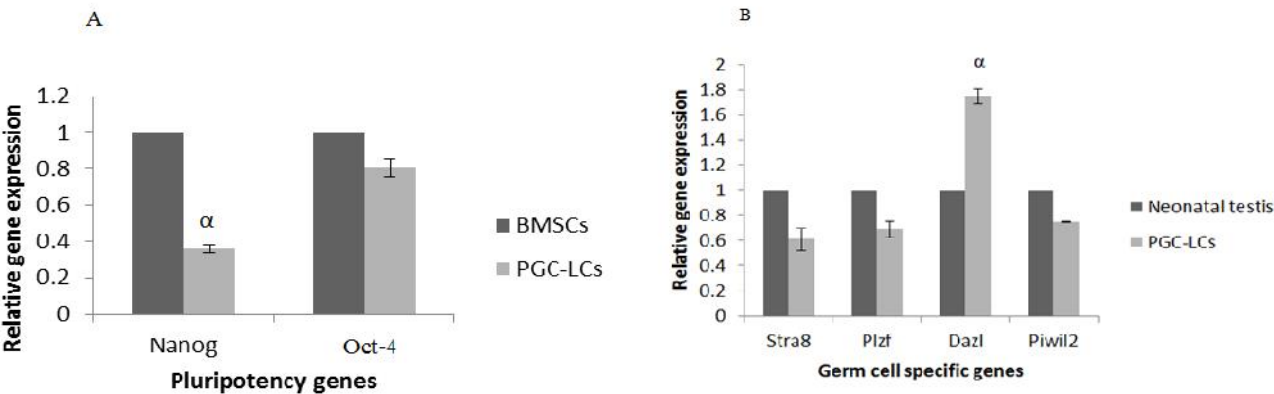 A
α
1.2
1
0.8
0.6
0.4
0.2
0
Relative gene expression
Nanog Oct-4
Pluripotency genes
BMSCs
PGC-LCs
B
α
2
1.8
1.6
1.4
1.2
1
0.8
0.6
0.4
0.2
0
Relative gene expression
Stra8 Plzf Dazl Piwil2
Germ cell specific genes
Neonatal testis
PGC-LCs